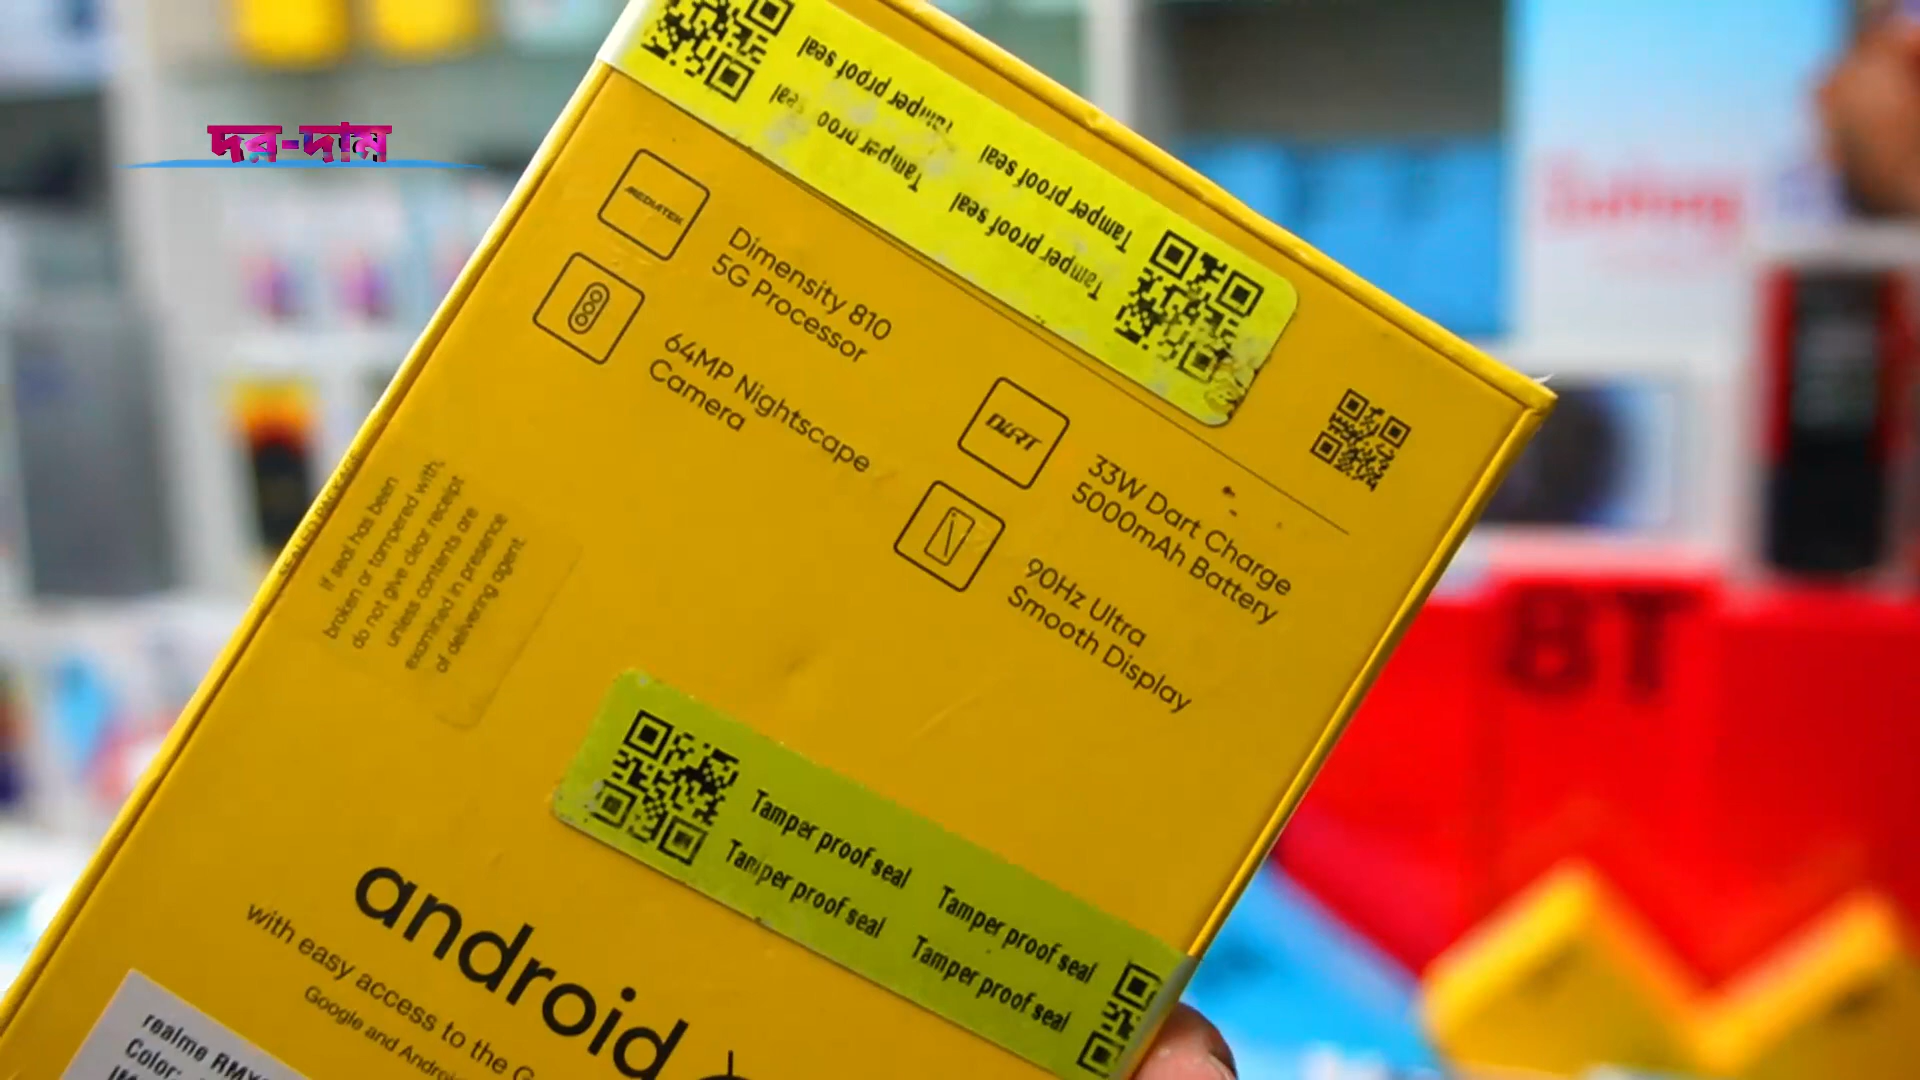 দর-দাম
Tamper proof seal
Tamper proof seal
Tamper proof seal
Tamper proof seal
MEDIATEK
Dimensity 810
5G Processor
64MP Nightscape
Camera
DART
33W Dart Charge
5000mAh Battery
90Hz Ultra
Smooth Display
SEALED PACKAGE
If seal has been
broken or tampered with,
do not give clear receipt
unless contents are
examined in presence
of delivering agent.
Tamper proof seal
Tamper proof seal
Tamper proof seal
Tamper proof seal
android
with easy access to the
Google and
realme
Color:
8T